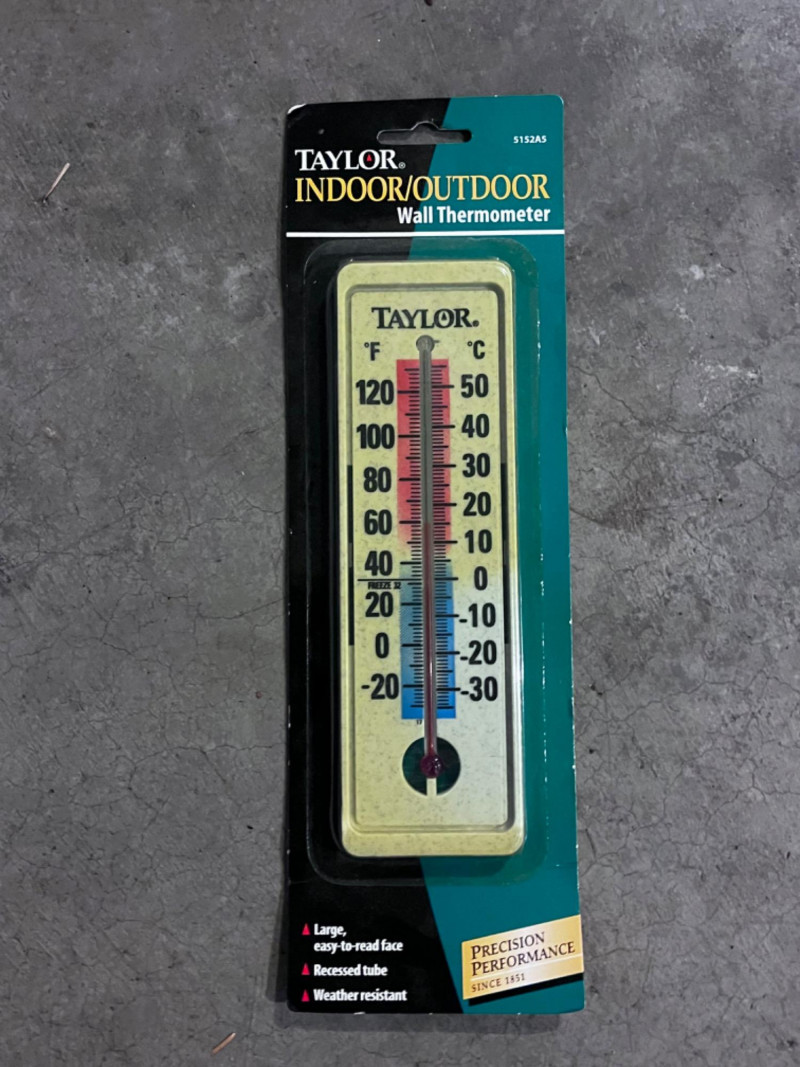 5152A5
TAYLOR®
INDOOR/OUTDOOR
Wall Thermometer
TAYLOR®
°F °C
120 50
100 40
80 30
60 20
10
40
FREEZE 32 0
20 -10
0 -20
-20 -30
Large,
easy-to-read face
Recessed tube
Weather resistant
PRECISION
PERFORMANCE
SINCE 1851